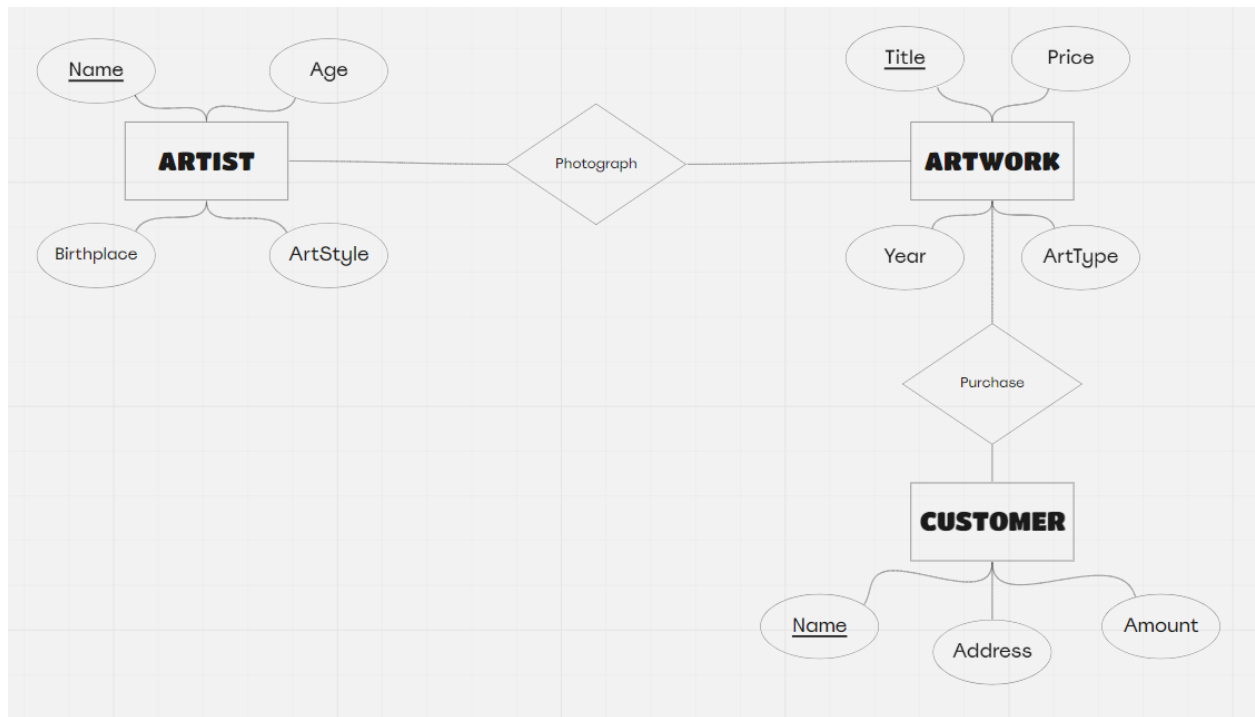 Name
Age
ARTIST
Birthplace
ArtStyle
Photograph
Title
Price
ARTWORK
Year
ArtType
Purchase
CUSTOMER
Name
Address
Amount